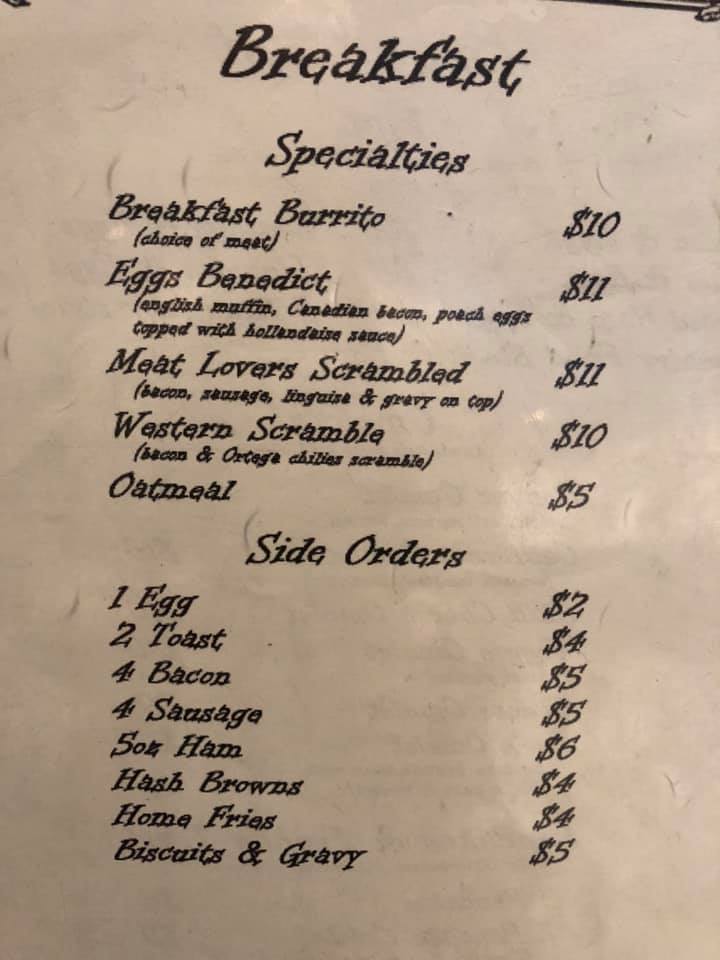 Breakfast
Specialties
Breakfast Burrito $10
(choice of meat)
Eggs Benedict $11
(english muffin, Canadian bacon, poach eggs
topped with hollandaise sauce)
Meat Lovers Scrambled $11
(bacon, sausage, linguisa & gravy on top)
Western Scramble $10
(bacon & Ortega chilies scramble)
Oatmeal $5
Side Orders
1 Egg $2
2 Toast $4
4 Bacon $5
4 Sausage $5
5oz Ham $6
Hash Browns $4
Home Fries $4
Biscuits & Gravy $5